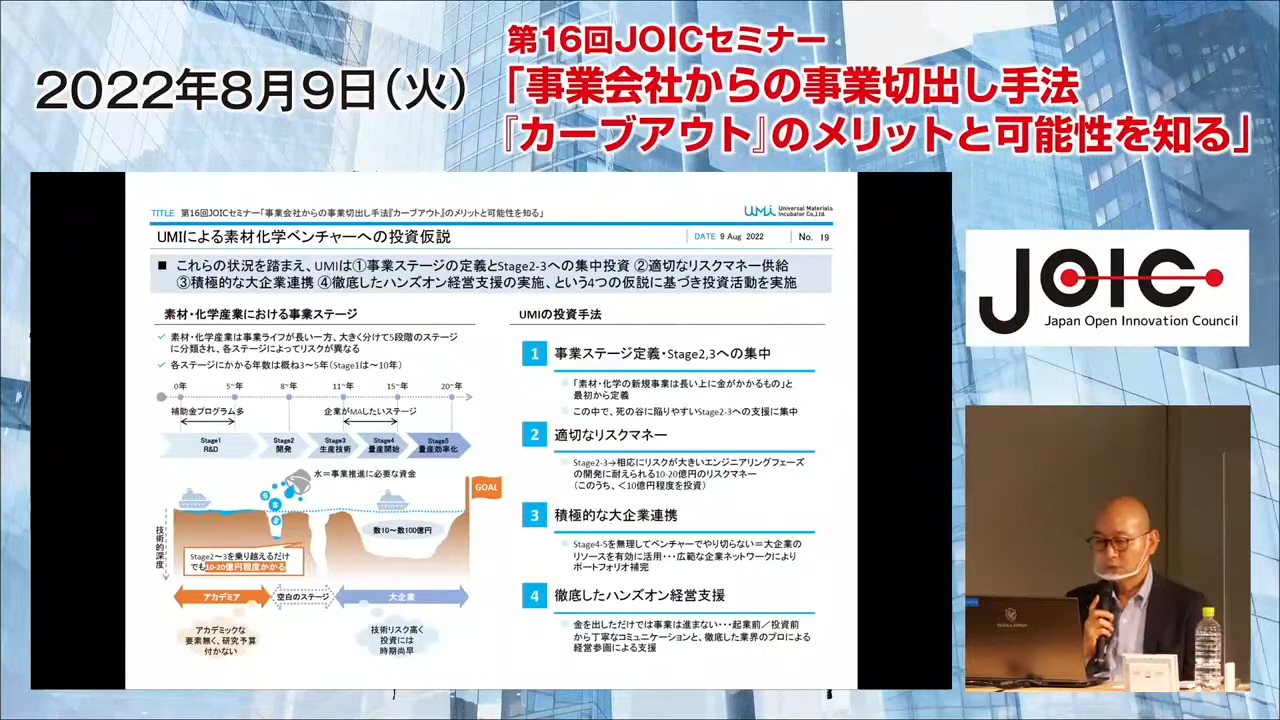 第16回JOICセミナー
2022年8月9日(火)
「事業会社からの事業切出し手法
『カーブアウト』のメリットと可能性を知る」
TITLE 第16回JOICセミナー「事業会社からの事業切出し手法『カーブアウト』のメリットと可能性を知る」
UMI Universal Materials
Incubator Co.,Ltd.
UMIによる素材化学ベンチャーへの投資仮説
DATE 9 Aug 2022
No. 19
■ これらの状況を踏まえ、UMIは①事業ステージの定義とStage2-3への集中投資 ②適切なリスクマネー供給
③積極的な大企業連携 ④徹底したハンズオン経営支援の実施、という4つの仮説に基づき投資活動を実施
素材・化学産業における事業ステージ
✓ 素材・化学産業は事業ライフが長い一方、大きく分けて5段階のステージ
に分類され、各ステージによってリスクが異なる
✓ 各ステージにかかる年数は概ね3~5年(Stage1は~10年)
0年 5~年 8~年 11~年 15~年 20~年
補助金プログラム多 企業がMAしたいステージ
Stage1
R&D
Stage2
開発
Stage3
生産技術
Stage4
量産開始
Stage5
量産効率化
水=事業推進に必要な資金
GOAL
$
$
$
数10~数100億円
技術的深度
Stage2~3を乗り越えるだけ
でも10-20億円程度かかる
アカデミア 空白のステージ 大企業
アカデミックな
要素無く、研究予算
付かない
技術リスク高く
投資には
時期尚早
UMIの投資手法
1 事業ステージ定義・Stage2,3への集中
「素材・化学の新規事業は長い上に金がかかるもの」と
最初から定義
この中で、死の谷に陥りやすいStage2-3への支援に集中
2 適切なリスクマネー
Stage2-3→相応にリスクが大きいエンジニアリングフェーズ
の開発に耐えられる10-20億円のリスクマネー
(このうち、<10億円程度を投資)
3 積極的な大企業連携
Stage4-5を無理してベンチャーでやり切らない=大企業の
リソースを有効に活用・・・広範な企業ネットワークにより
ポートフォリオ補完
4 徹底したハンズオン経営支援
金を出しただけでは事業は進まない・・・起業前/投資前
から丁寧なコミュニケーションと、徹底した業界のプロによる
経営参画による支援
JOIC
Japan Open Innovation Council